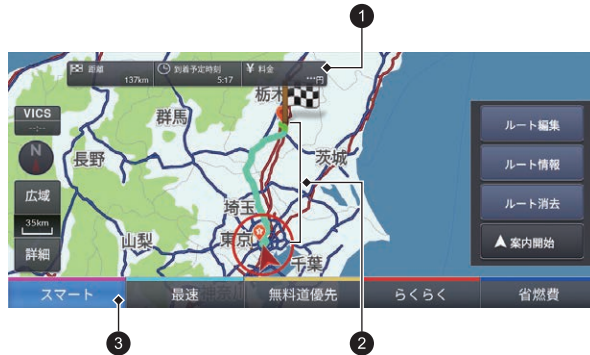 1
距離
137km
到着予定時刻
5:17
¥ 料金
…円
栃木
VICS
--:--
群馬
ルート編集
N
長野
茨城
ルート情報
広域
埼玉
ルート消去
35km
東京
2
詳細
山梨
案内開始
千葉
スマート
最速
無料道優先
らくらく
省燃費
3